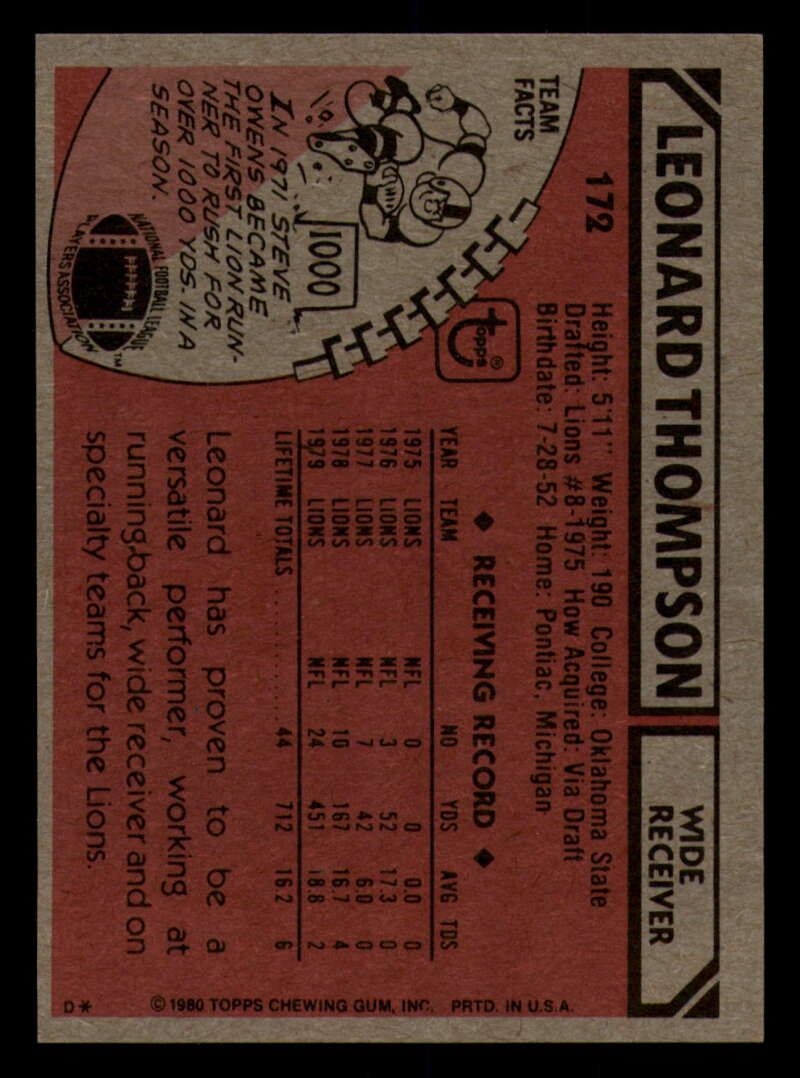 LEONARD THOMPSON
WIDE
RECEIVER
172
Height: 5'11" Weight: 190 College: Oklahoma State
Drafted: Lions #8-1975 How Acquired: Via Draft
Birthdate: 7-28-52 Home: Pontiac, Michigan
TEAM
FACTS
1000
IN 1971 STEVE
OWENS BECAME
THE FIRST LION RUN-
NER TO RUSH FOR
OVER 1000 YDS. IN A
SEASON.
NATIONAL FOOTBALL LEAGUE
PLAYERS ASSOCIATION™
topps®
◆ RECEIVING RECORD ◆
YEAR TEAM NO YDS AVG TDS
1975 LIONS NFL 0 0 0.0 0
1976 LIONS NFL 3 52 17.3 0
1977 LIONS NFL 7 42 6.0 0
1978 LIONS NFL 10 167 16.7 4
1979 LIONS NFL 24 451 18.8 2
LIFETIME TOTALS ............ 44 712 16.2 6
Leonard has proven to be a
versatile performer, working at
running-back, wide receiver and on
specialty teams for the Lions.
D* © 1980 TOPPS CHEWING GUM, INC. PRTD. IN U.S.A.